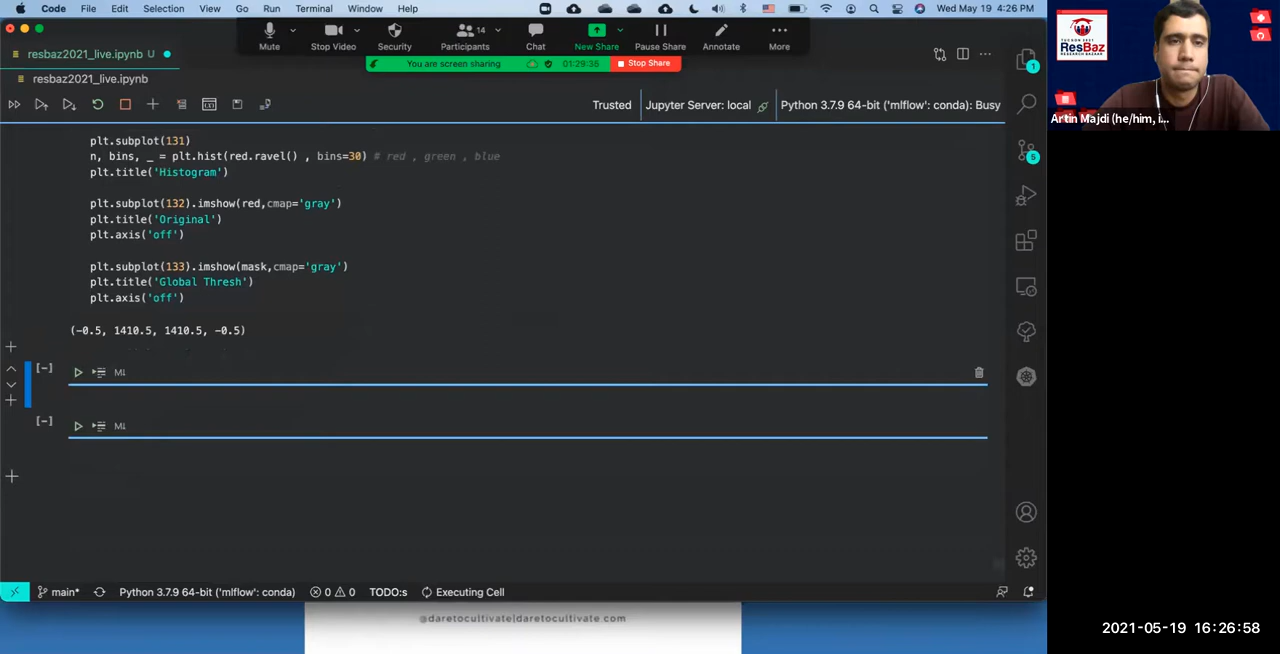 Code File Edit Selection View Go Run Terminal Window Help Wed May 19 4:26 PM
Mute Stop Video Security Participants 14 Chat New Share Pause Share Annotate More
You are screen sharing 01:29:35 Stop Share
resbaz2021_live.ipynb U
resbaz2021_live.ipynb
Trusted Jupyter Server: local Python 3.7.9 64-bit ('mlflow': conda): Busy
plt.subplot(131)
n, bins, _ = plt.hist(red.ravel() , bins=30) # red , green , blue
plt.title('Histogram')
plt.subplot(132).imshow(red,cmap='gray')
plt.title('Original')
plt.axis('off')
plt.subplot(133).imshow(mask,cmap='gray')
plt.title('Global Thresh')
plt.axis('off')
(-0.5, 1410.5, 1410.5, -0.5)
[-] M↓
[-] M↓
main* Python 3.7.9 64-bit ('mlflow': conda) 0 0 TODO:s Executing Cell
@daretocultivate|daretocultivate.com
1
5
ResBaz
Artin Majdi (he/him, i...
2021-05-19 16:26:58